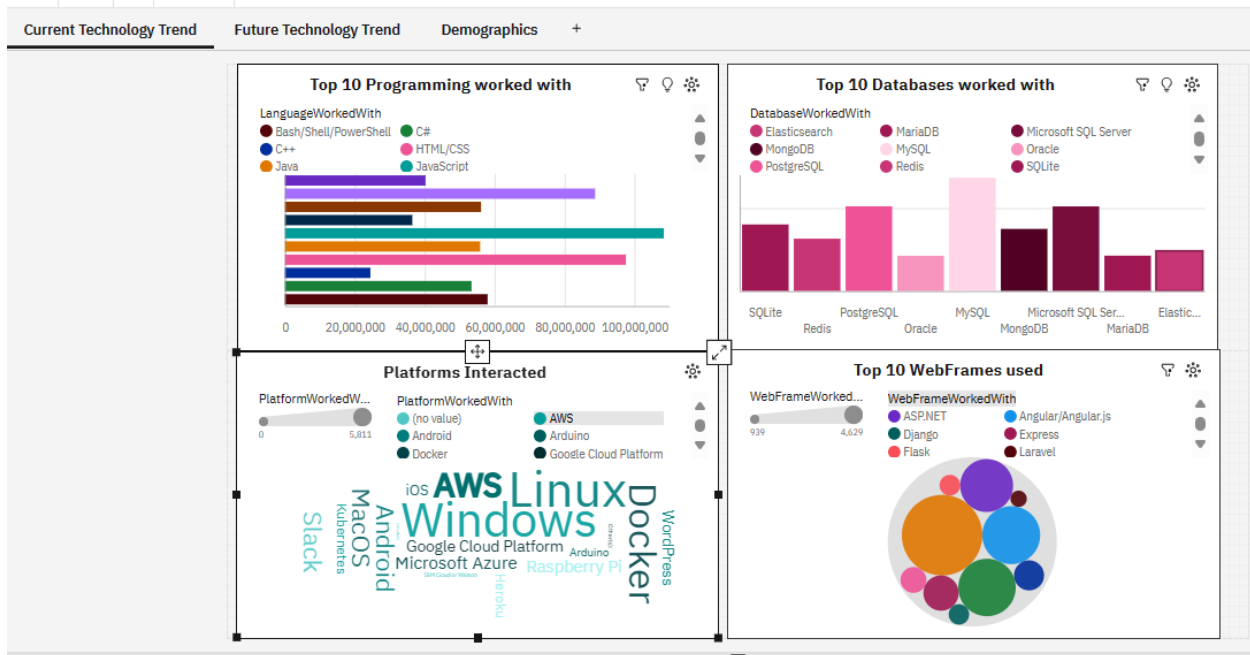 Current Technology Trend Future Technology Trend Demographics +
Top 10 Programming worked with
LanguageWorkedWith
Bash/Shell/PowerShell C#
C++ HTML/CSS
Java JavaScript
0 20,000,000 40,000,000 60,000,000 80,000,000 100,000,000
Top 10 Databases worked with
DatabaseWorkedWith
Elasticsearch MariaDB Microsoft SQL Server
MongoDB MySQL Oracle
PostgreSQL Redis SQLite
SQLite PostgreSQL MySQL Microsoft SQL Ser... Elastic...
Redis Oracle MongoDB MariaDB
Platforms Interacted
PlatformWorkedW... PlatformWorkedWith
(no value) AWS
0 5,811 Android Arduino
Docker Google Cloud Platform
iOS AWS Linux
Windows
Docker
Slack
Kubernetes
MacOS
Android
WordPress
Google Cloud Platform Arduino
Microsoft Azure Raspberry Pi
IBM Cloud or Watson
Heroku
Top 10 WebFrames used
WebFrameWorked... WebFrameWorkedWith
ASP.NET Angular/Angular.js
939 4,629 Django Express
Flask Laravel